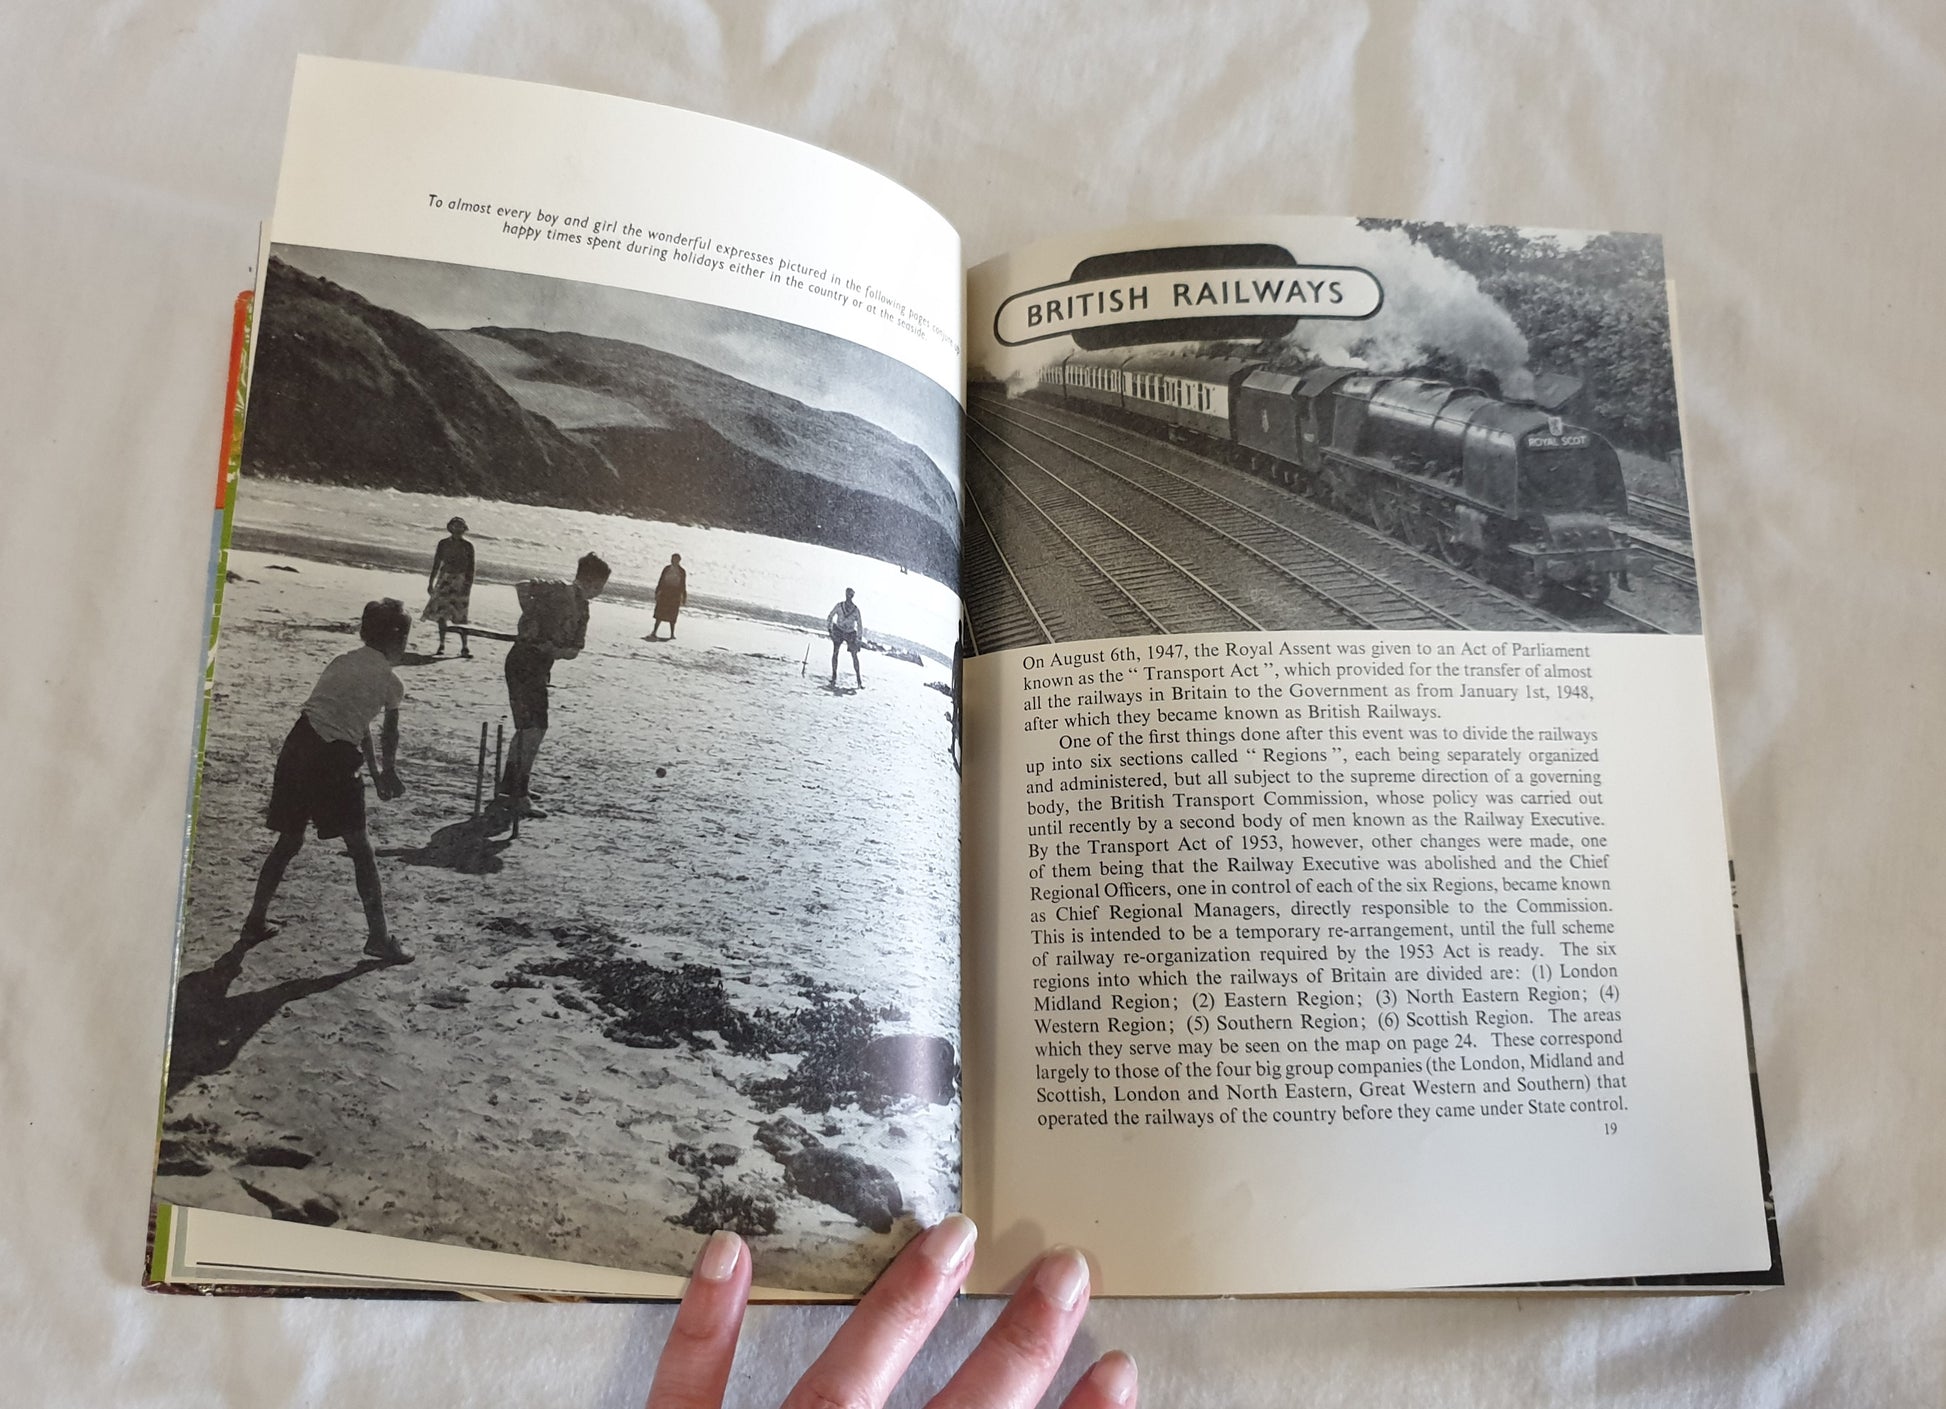 To almost every boy and girl the wonderful expresses pictured in the following pages conjure up
happy times spent during holidays either in the country or at the seaside.
BRITISH RAILWAYS
ROYAL SCOT
On August 6th, 1947, the Royal Assent was given to an Act of Parliament
known as the “ Transport Act ”, which provided for the transfer of almost
all the railways in Britain to the Government as from January 1st, 1948,
after which they became known as British Railways.
One of the first things done after this event was to divide the railways
up into six sections called “ Regions ”, each being separately organized
and administered, but all subject to the supreme direction of a governing
body, the British Transport Commission, whose policy was carried out
until recently by a second body of men known as the Railway Executive.
By the Transport Act of 1953, however, other changes were made, one
of them being that the Railway Executive was abolished and the Chief
Regional Officers, one in control of each of the six Regions, became known
as Chief Regional Managers, directly responsible to the Commission.
This is intended to be a temporary re-arrangement, until the full scheme
of railway re-organization required by the 1953 Act is ready. The six
regions into which the railways of Britain are divided are: (1) London
Midland Region; (2) Eastern Region; (3) North Eastern Region; (4)
Western Region; (5) Southern Region; (6) Scottish Region. The areas
which they serve may be seen on the map on page 24. These correspond
largely to those of the four big group companies (the London, Midland and
Scottish, London and North Eastern, Great Western and Southern) that
operated the railways of the country before they came under State control.
19